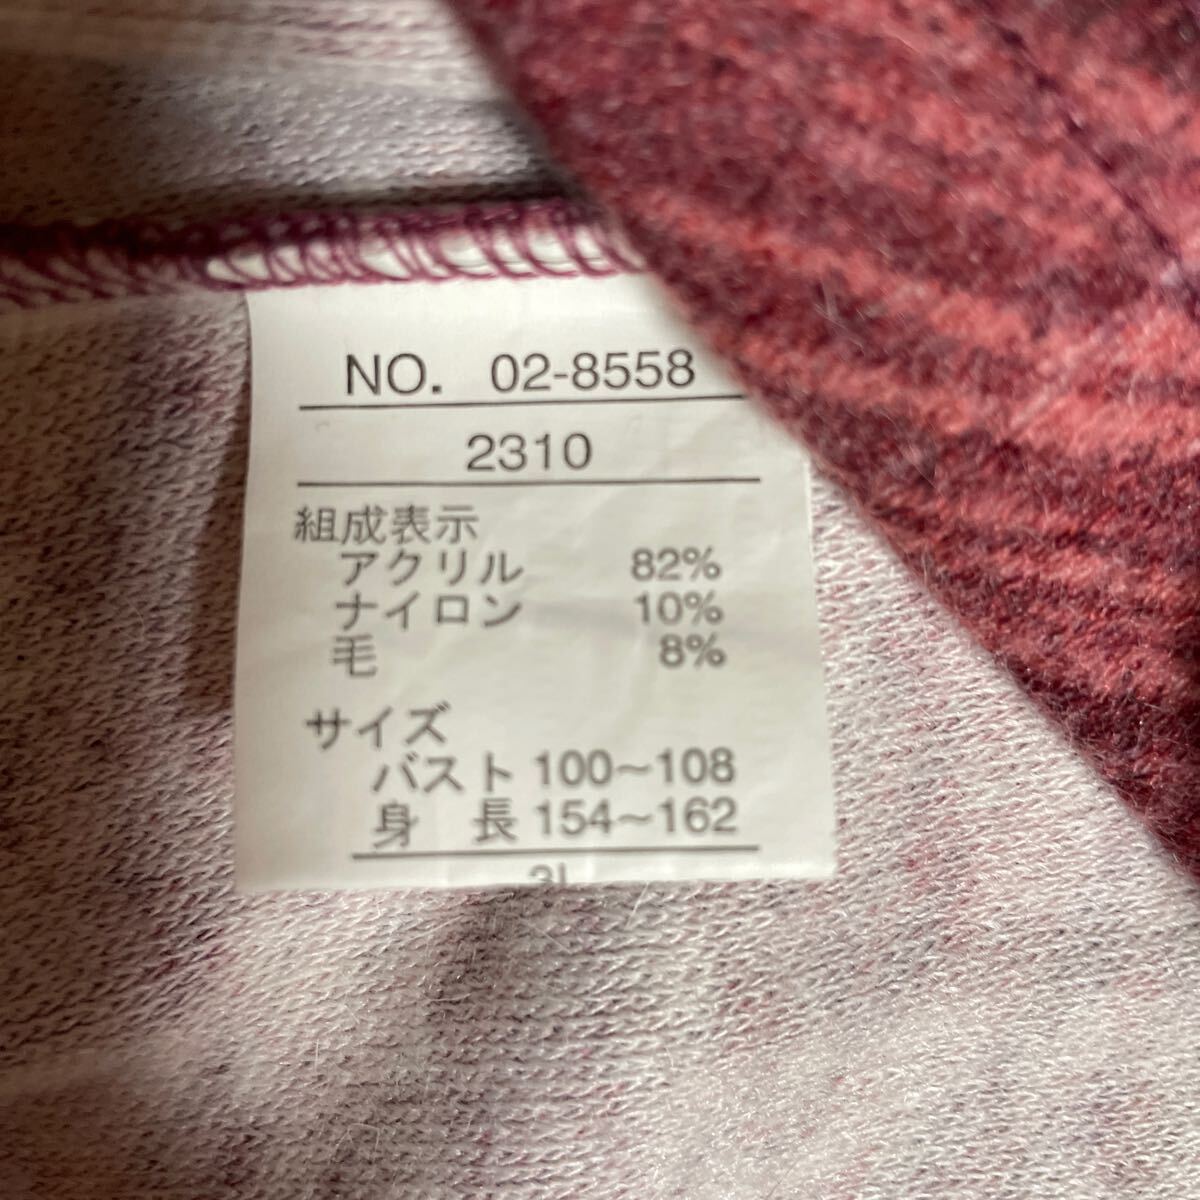 NO. 02-8558
2310
組成表示
アクリル 82%
ナイロン 10%
毛 8%
サイズ
バスト 100~108
身 長 154~162
3L